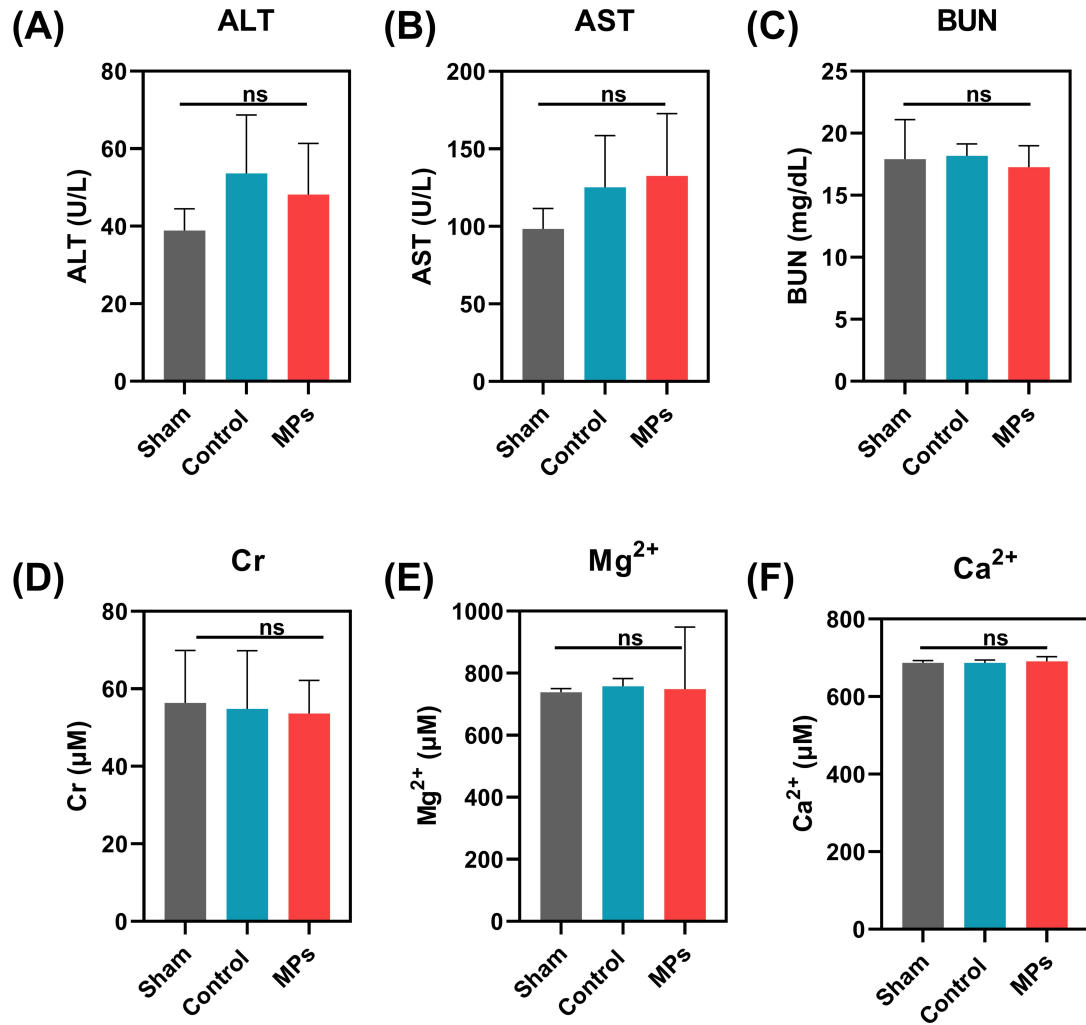 (A) ALT
ALT (U/L)
80
60
40
20
0
ns
Sham
Control
MPs
(B) AST
AST (U/L)
200
150
100
50
0
ns
Sham
Control
MPs
(C) BUN
BUN (mg/dL)
25
20
15
10
5
0
ns
Sham
Control
MPs
(D) Cr
Cr (µM)
80
60
40
20
0
ns
Sham
Control
MPs
(E) Mg²⁺
Mg²⁺ (µM)
1000
800
600
400
200
0
ns
Sham
Control
MPs
(F) Ca²⁺
Ca²⁺ (µM)
800
600
400
200
0
ns
Sham
Control
MPs